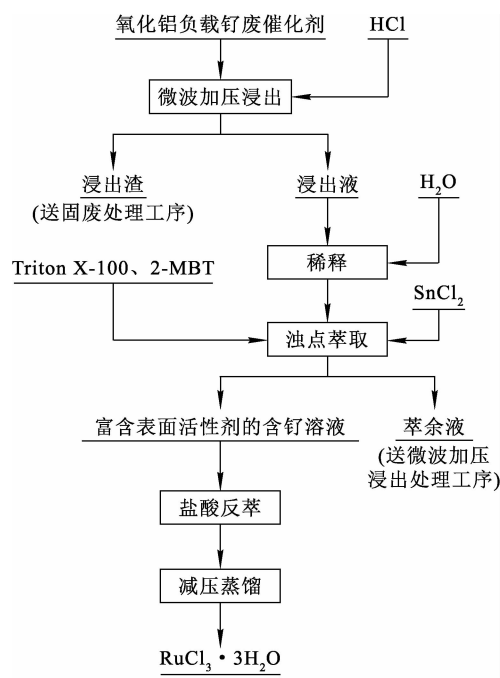 氧化铝负载钌废催化剂
HCl
微波加压浸出
浸出渣
(送固废处理工序)
浸出液
H₂O
稀释
Triton X-100、2-MBT
SnCl₂
浊点萃取
富含表面活性剂的含钌溶液
萃余液
(送微波加压
浸出处理工序)
盐酸反萃
减压蒸馏
RuCl₃·3H₂O